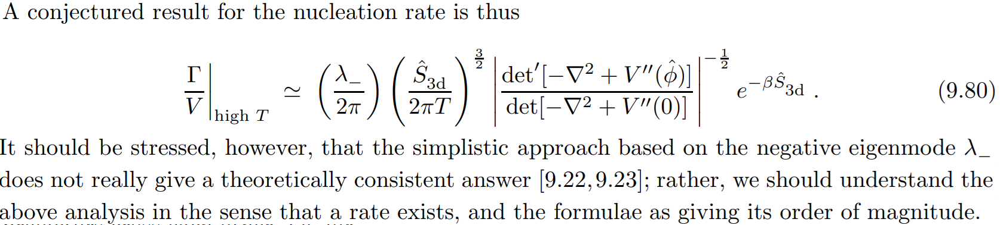 A conjectured result for the nucleation rate is thus
$$\left.\frac{\Gamma}{V}\right|_{\text{high } T} \simeq \left(\frac{\lambda_-}{2\pi}\right)\left(\frac{\hat{S}_{3\mathrm{d}}}{2\pi T}\right)^{\frac{3}{2}}\left|\frac{\det'[-\nabla^2 + V''(\hat{\phi})]}{\det[-\nabla^2 + V''(0)]}\right|^{-\frac{1}{2}} e^{-\beta \hat{S}_{3\mathrm{d}}} . \quad (9.80)$$
It should be stressed, however, that the simplistic approach based on the negative eigenmode λ₋
does not really give a theoretically consistent answer [9.22,9.23]; rather, we should understand the
above analysis in the sense that a rate exists, and the formulae as giving its order of magnitude.